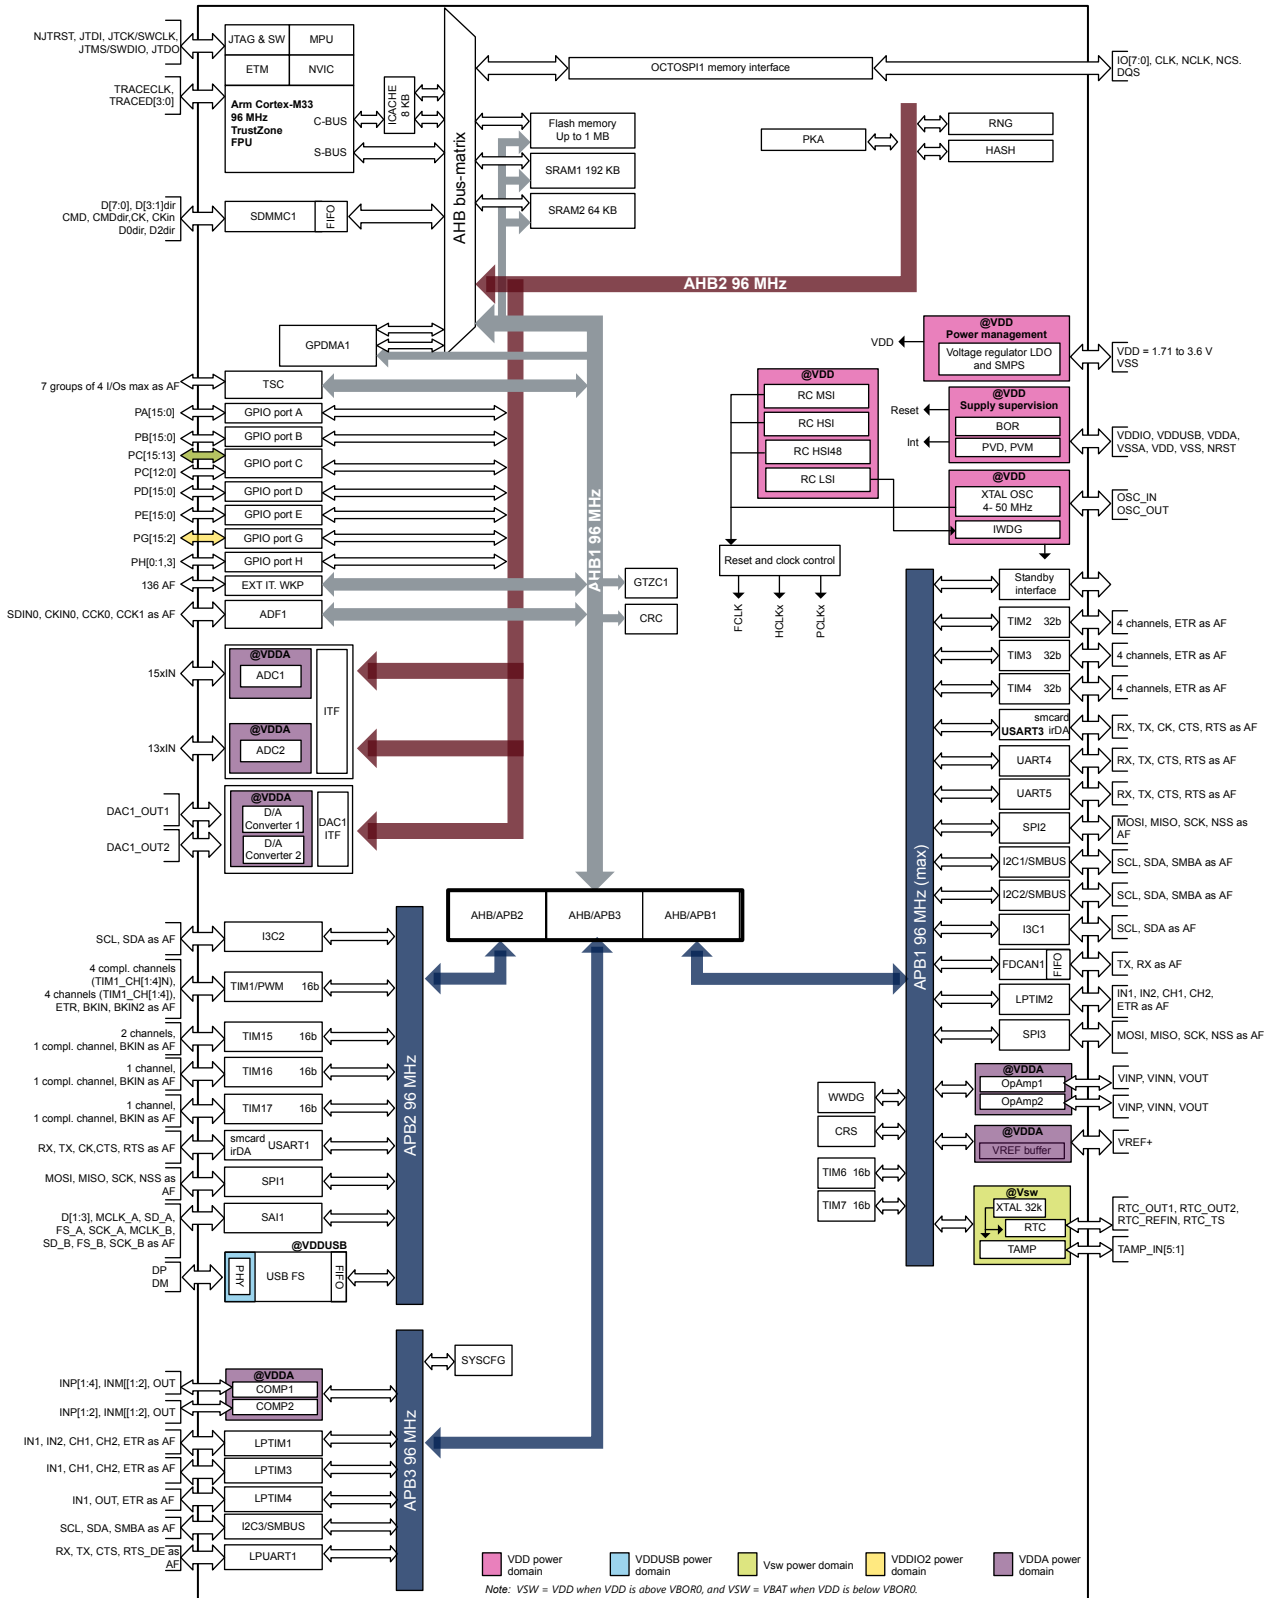 NJTRST, JTDI, JTCK/SWCLK,
JTMS/SWDIO, JTDO
TRACECLK,
TRACED[3:0]
JTAG & SW
MPU
ETM
NVIC
Arm Cortex-M33
96 MHz
TrustZone
FPU
C-BUS
S-BUS
ICACHE
8 KB
AHB bus-matrix
OCTOSPI1 memory interface
IO[7:0], CLK, NCLK, NCS.
DQS
Flash memory
Up to 1 MB
SRAM1 192 KB
SRAM2 64 KB
PKA
RNG
HASH
D[7:0], D[3:1]dir
CMD, CMDdir,CK, CKin
D0dir, D2dir
SDMMC1
FIFO
AHB2 96 MHz
GPDMA1
AHB1 96 MHz
7 groups of 4 I/Os max as AF
TSC
PA[15:0]
GPIO port A
PB[15:0]
GPIO port B
PC[15:13]
PC[12:0]
GPIO port C
PD[15:0]
GPIO port D
PE[15:0]
GPIO port E
PG[15:2]
GPIO port G
PH[0:1,3]
GPIO port H
136 AF
EXT IT. WKP
SDIN0, CKIN0, CCK0, CCK1 as AF
ADF1
GTZC1
CRC
@VDD
Power management
Voltage regulator LDO
and SMPS
VDD
VDD = 1.71 to 3.6 V
VSS
@VDD
Supply supervision
BOR
PVD, PVM
Reset
Int
VDDIO, VDDUSB, VDDA,
VSSA, VDD, VSS, NRST
@VDD
RC MSI
RC HSI
RC HSI48
RC LSI
@VDD
XTAL OSC
4- 50 MHz
IWDG
OSC_IN
OSC_OUT
Reset and clock control
FCLK
HCLKx
PCLKx
15xIN
@VDDA
ADC1
ITF
13xIN
@VDDA
ADC2
DAC1_OUT1
DAC1_OUT2
@VDDA
D/A
Converter 1
D/A
Converter 2
DAC1
ITF
AHB/APB2
AHB/APB3
AHB/APB1
APB1 96 MHz (max)
Standby
interface
TIM2 32b
4 channels, ETR as AF
TIM3 32b
4 channels, ETR as AF
TIM4 32b
4 channels, ETR as AF
smcard
USART3 irDA
RX, TX, CK, CTS, RTS as AF
UART4
RX, TX, CTS, RTS as AF
UART5
RX, TX, CTS, RTS as AF
SPI2
MOSI, MISO, SCK, NSS as
AF
I2C1/SMBUS
SCL, SDA, SMBA as AF
I2C2/SMBUS
SCL, SDA, SMBA as AF
I3C1
SCL, SDA as AF
FDCAN1
FIFO
TX, RX as AF
LPTIM2
IN1, IN2, CH1, CH2,
ETR as AF
SPI3
MOSI, MISO, SCK, NSS as AF
@VDDA
OpAmp1
OpAmp2
VINP, VINN, VOUT
VINP, VINN, VOUT
@VDDA
VREF buffer
VREF+
@Vsw
XTAL 32k
RTC
TAMP
RTC_OUT1, RTC_OUT2,
RTC_REFIN, RTC_TS
TAMP_IN[5:1]
WWDG
CRS
TIM6 16b
TIM7 16b
APB2 96 MHz
SCL, SDA as AF
I3C2
4 compl. channels
(TIM1_CH[1:4]N),
4 channels (TIM1_CH[1:4]),
ETR, BKIN, BKIN2 as AF
TIM1/PWM 16b
2 channels,
1 compl. channel, BKIN as AF
TIM15 16b
1 channel,
1 compl. channel, BKIN as AF
TIM16 16b
1 channel,
1 compl. channel, BKIN as AF
TIM17 16b
RX, TX, CK,CTS, RTS as AF
smcard
irDA USART1
MOSI, MISO, SCK, NSS as
AF
SPI1
D[1:3], MCLK_A, SD_A,
FS_A, SCK_A, MCLK_B,
SD_B, FS_B, SCK_B as AF
SAI1
@VDDUSB
DP
DM
PHY
USB FS
FIFO
APB3 96 MHz
SYSCFG
@VDDA
COMP1
COMP2
INP[1:4], INM[[1:2], OUT
INP[1:2], INM[[1:2], OUT
IN1, IN2, CH1, CH2, ETR as AF
LPTIM1
IN1, CH1, CH2, ETR as AF
LPTIM3
IN1, OUT, ETR as AF
LPTIM4
SCL, SDA, SMBA as AF
I2C3/SMBUS
RX, TX, CTS, RTS_DE as
AF
LPUART1
VDD power
domain
VDDUSB power
domain
Vsw power domain
VDDIO2 power
domain
VDDA power
domain
Note: VSW = VDD when VDD is above VBOR0, and VSW = VBAT when VDD is below VBOR0.